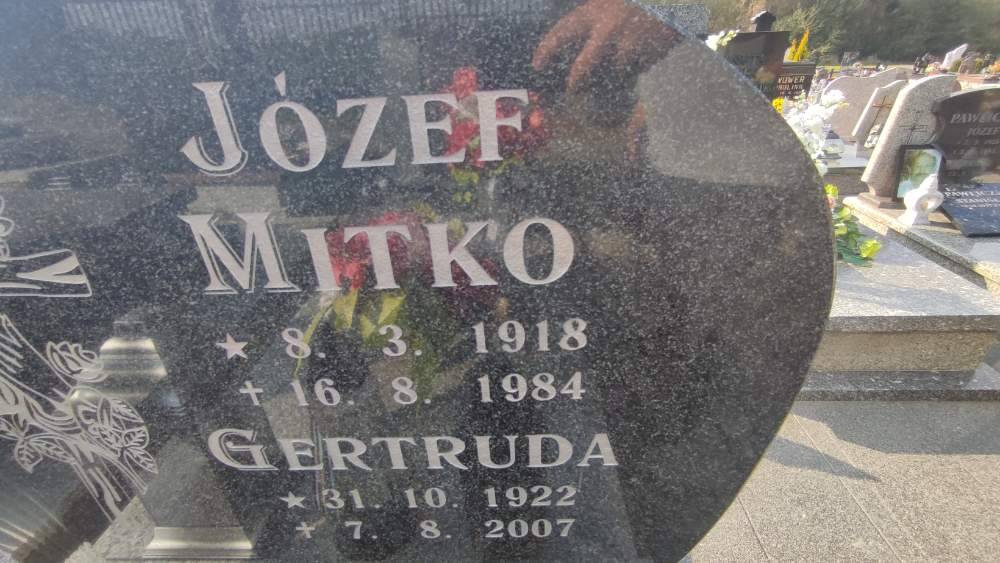 JÓZEF
MITKO
★ 8. 3. 1918
✝ 16. 8. 1984
GERTRUDA
★ 31. 10. 1922
✝ 7. 8. 2007